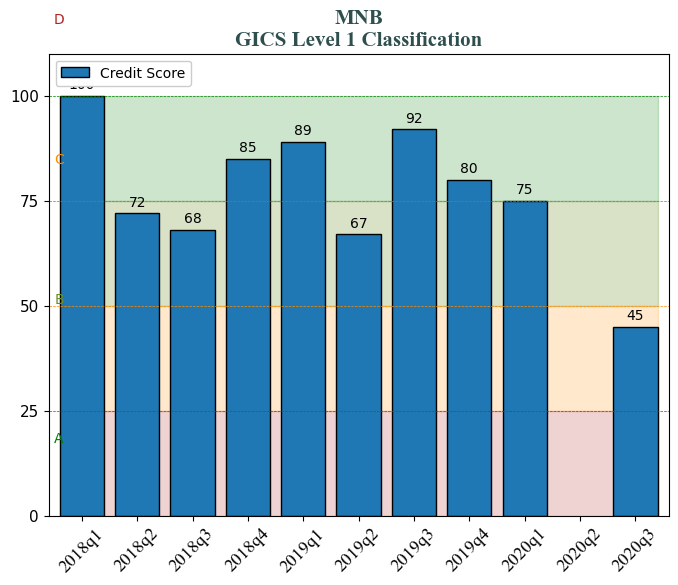 D
MNB
GICS Level 1 Classification
Credit Score
100
92
89
85
80
75
72
68
67
45
100
75
50
25
0
C
B
A
2018q1
2018q2
2018q3
2018q4
2019q1
2019q2
2019q3
2019q4
2020q1
2020q2
2020q3